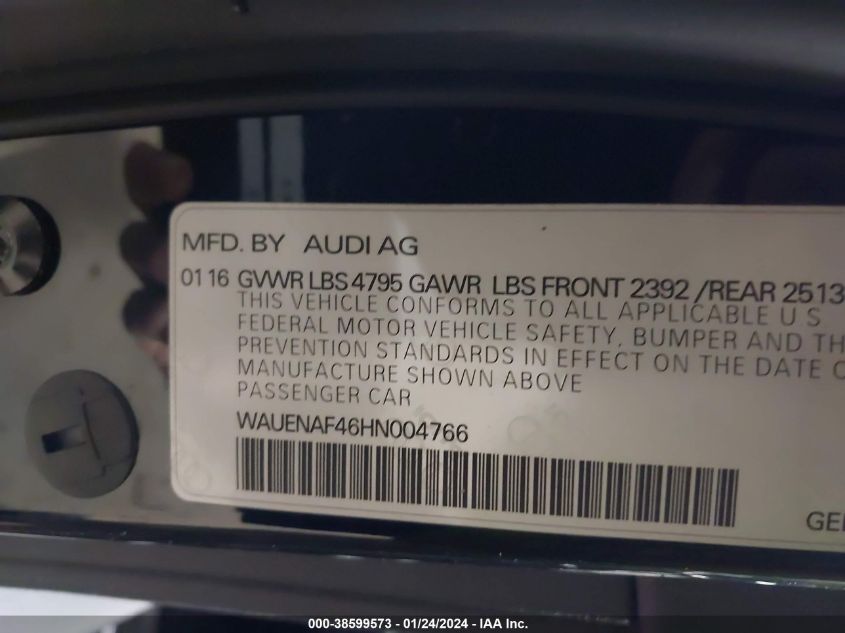 MFD. BY AUDI AG
01 16 GVWR LBS 4795 GAWR LBS FRONT 2392 /REAR 2513
THIS VEHICLE CONFORMS TO ALL APPLICABLE U S
FEDERAL MOTOR VEHICLE SAFETY, BUMPER AND TH
PREVENTION STANDARDS IN EFFECT ON THE DATE O
MANUFACTURE SHOWN ABOVE
PASSENGER CAR
WAUENAF46HN004766
GE
000-38599573 - 01/24/2024 - IAA Inc.